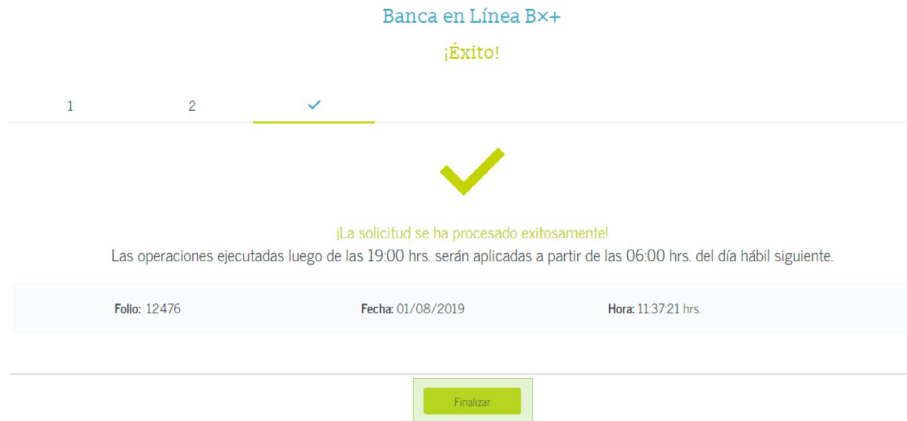 Banca en Línea B×+
¡Éxito!
1 2
¡La solicitud se ha procesado exitosamente!
Las operaciones ejecutadas luego de las 19:00 hrs. serán aplicadas a partir de las 06:00 hrs. del día hábil siguiente.
Folio: 12476 Fecha: 01/08/2019 Hora: 11:37:21 hrs.
Finalizar